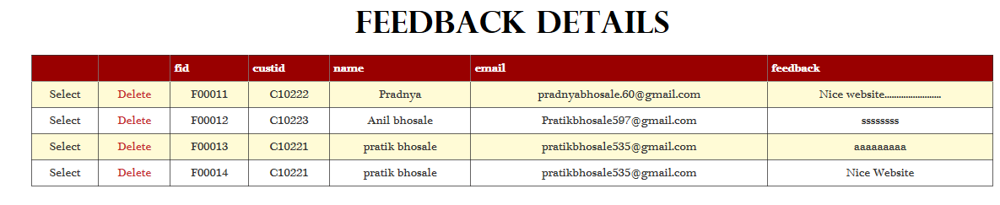 FEEDBACK DETAILS
fid custid name email feedback
Select Delete F00011 C10222 Pradnya pradnyabhosale.60@gmail.com Nice website........................
Select Delete F00012 C10223 Anil bhosale Pratikbhosale597@gmail.com ssssssss
Select Delete F00013 C10221 pratik bhosale pratikbhosale535@gmail.com aaaaaaaaa
Select Delete F00014 C10221 pratik bhosale pratikbhosale535@gmail.com Nice Website